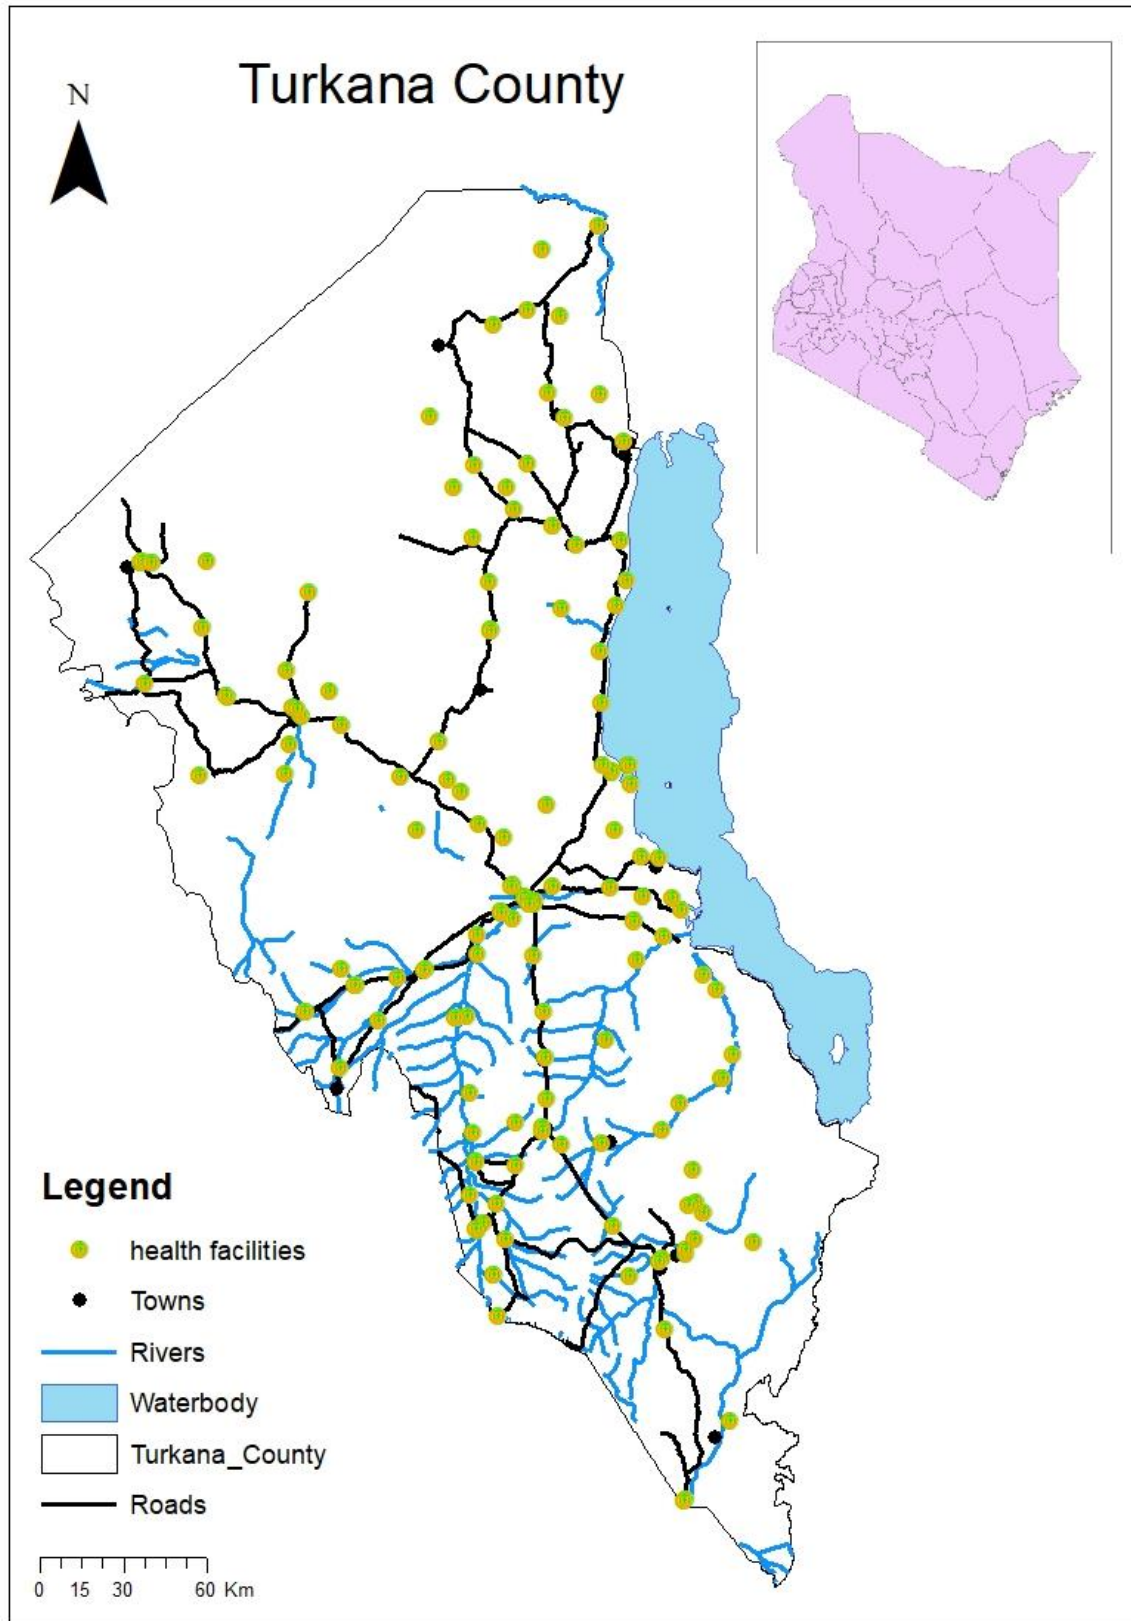 Turkana County
N
Legend
health facilities
Towns
Rivers
Waterbody
Turkana_County
Roads
0 15 30 60 Km